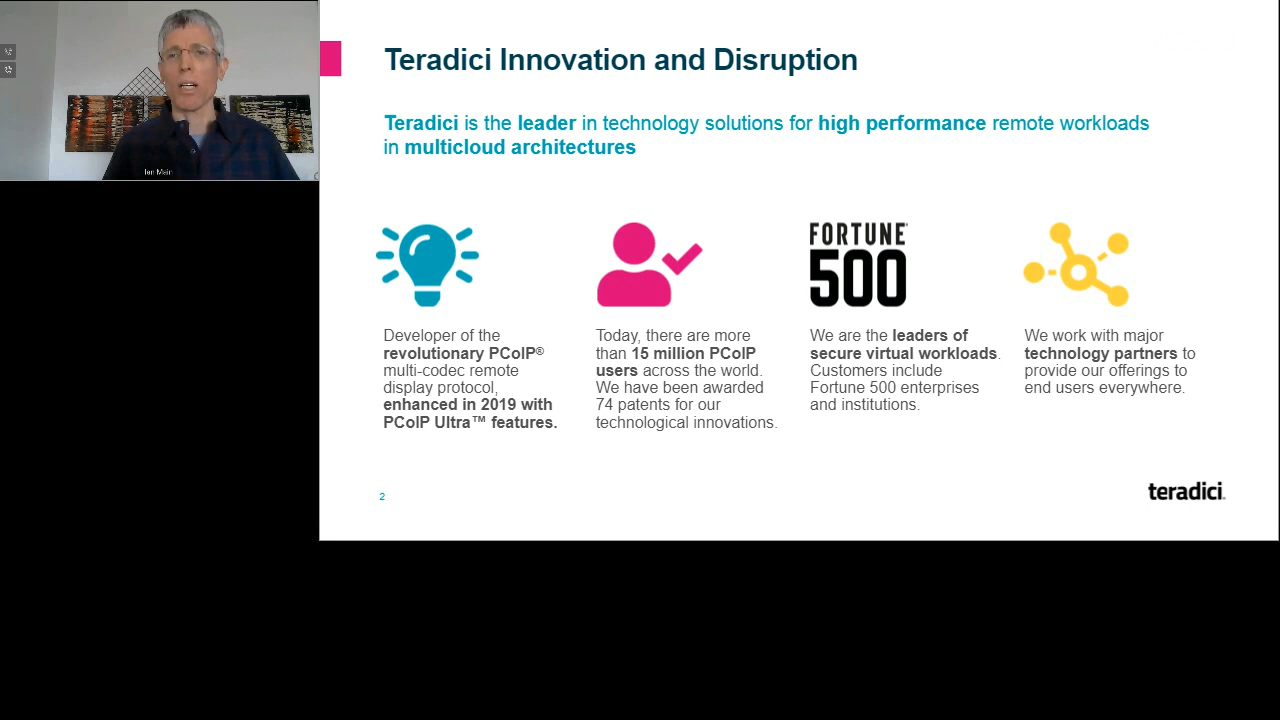 Ian Main
Teradici Innovation and Disruption
Teradici is the leader in technology solutions for high performance remote workloads
in multicloud architectures
FORTUNE
500
Developer of the
revolutionary PCoIP®
multi-codec remote
display protocol,
enhanced in 2019 with
PCoIP Ultra™ features.
Today, there are more
than 15 million PCoIP
users across the world.
We have been awarded
74 patents for our
technological innovations.
We are the leaders of
secure virtual workloads.
Customers include
Fortune 500 enterprises
and institutions.
We work with major
technology partners to
provide our offerings to
end users everywhere.
2
teradici.